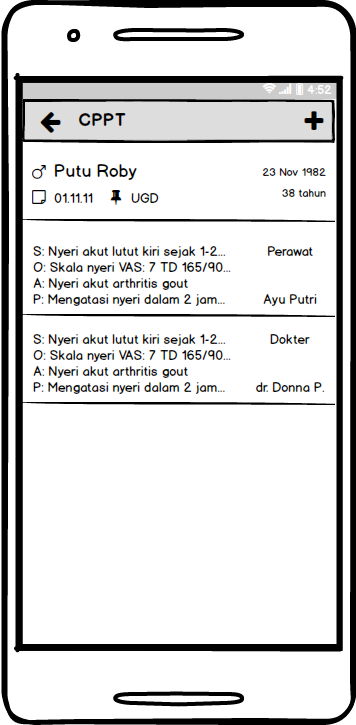 4:52
CPPT
Putu Roby 23 Nov 1982
01.11.11 UGD 38 tahun
S: Nyeri akut lutut kiri sejak 1-2... Perawat
O: Skala nyeri VAS: 7 TD 165/90...
A: Nyeri akut arthritis gout
P: Mengatasi nyeri dalam 2 jam... Ayu Putri
S: Nyeri akut lutut kiri sejak 1-2... Dokter
O: Skala nyeri VAS: 7 TD 165/90...
A: Nyeri akut arthritis gout
P: Mengatasi nyeri dalam 2 jam... dr. Donna P.